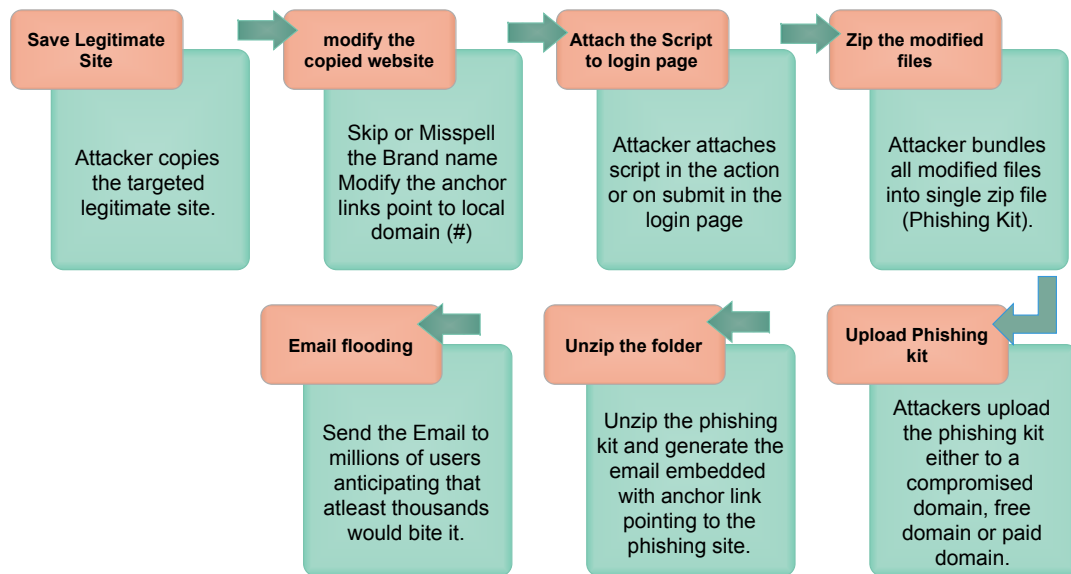 Save Legitimate
Site
Attacker copies
the targeted
legitimate site.
modify the
copied website
Skip or Misspell
the Brand name
Modify the anchor
links point to local
domain (#)
Attach the Script
to login page
Attacker attaches
script in the action
or on submit in the
login page
Zip the modified
files
Attacker bundles
all modified files
into single zip file
(Phishing Kit).
Upload Phishing
kit
Attackers upload
the phishing kit
either to a
compromised
domain, free
domain or paid
domain.
Unzip the folder
Unzip the phishing
kit and generate the
email embedded
with anchor link
pointing to the
phishing site.
Email flooding
Send the Email to
millions of users
anticipating that
atleast thousands
would bite it.